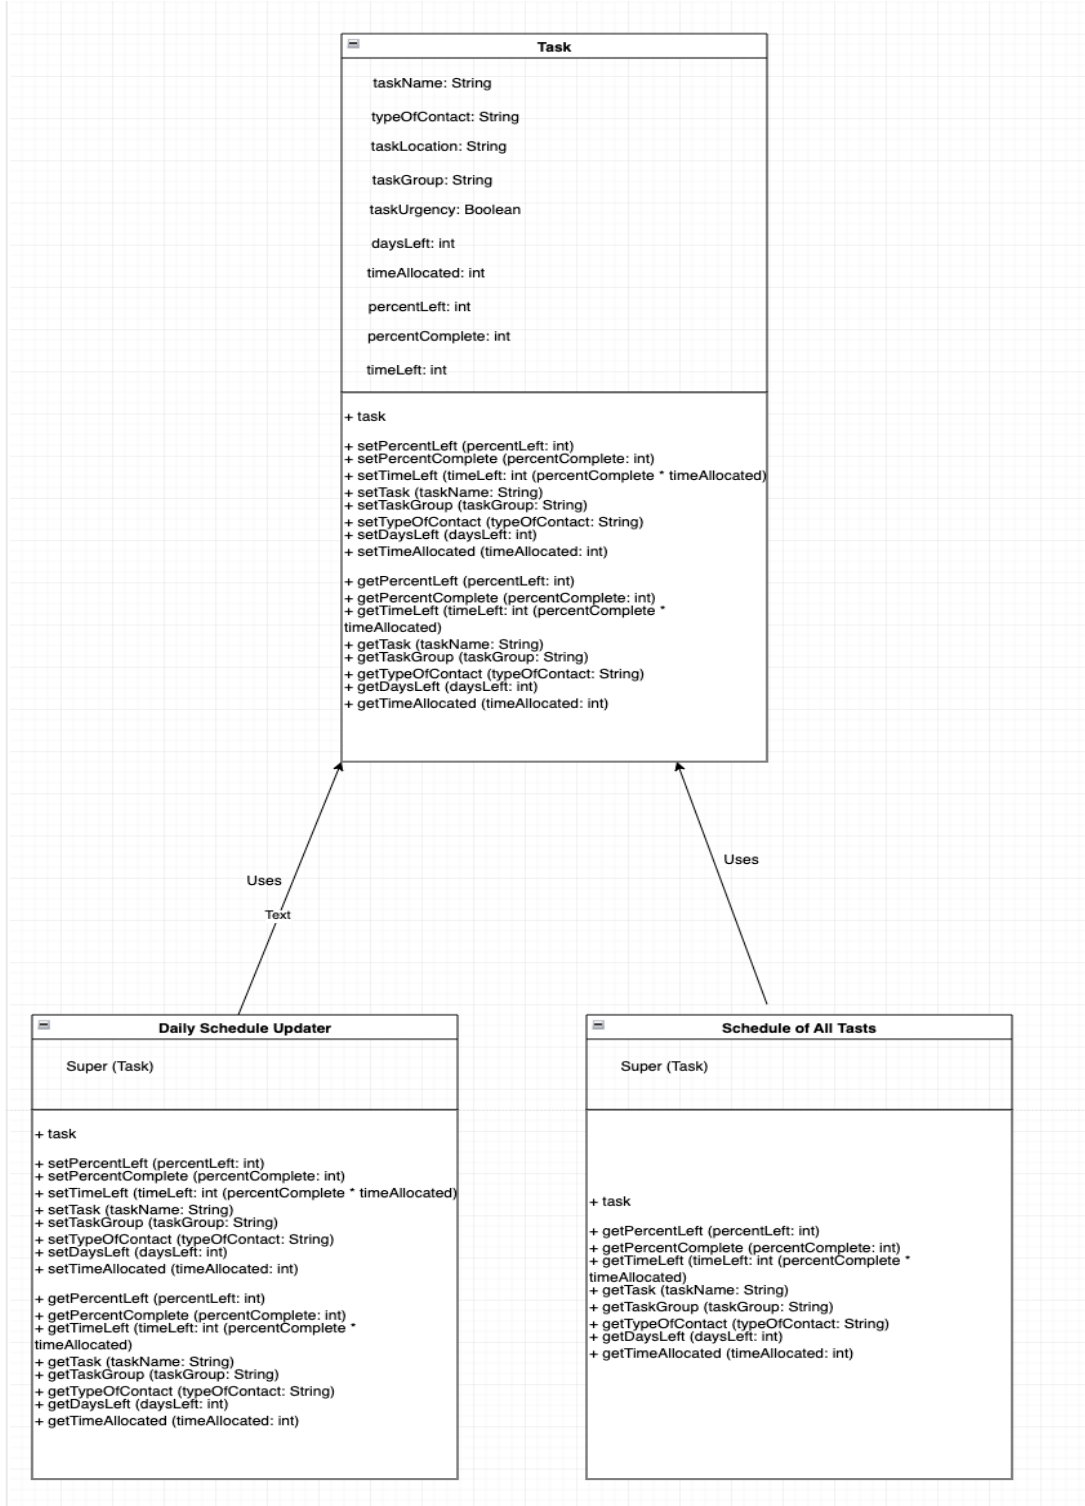 Task
taskName: String
typeOfContact: String
taskLocation: String
taskGroup: String
taskUrgency: Boolean
daysLeft: int
timeAllocated: int
percentLeft: int
percentComplete: int
timeLeft: int
+ task
+ setPercentLeft (percentLeft: int)
+ setPercentComplete (percentComplete: int)
+ setTimeLeft (timeLeft: int (percentComplete * timeAllocated)
+ setTask (taskName: String)
+ setTaskGroup (taskGroup: String)
+ setTypeOfContact (typeOfContact: String)
+ setDaysLeft (daysLeft: int)
+ setTimeAllocated (timeAllocated: int)
+ getPercentLeft (percentLeft: int)
+ getPercentComplete (percentComplete: int)
+ getTimeLeft (timeLeft: int (percentComplete *
timeAllocated)
+ getTask (taskName: String)
+ getTaskGroup (taskGroup: String)
+ getTypeOfContact (typeOfContact: String)
+ getDaysLeft (daysLeft: int)
+ getTimeAllocated (timeAllocated: int)
Uses
Text
Uses
Daily Schedule Updater
Super (Task)
+ task
+ setPercentLeft (percentLeft: int)
+ setPercentComplete (percentComplete: int)
+ setTimeLeft (timeLeft: int (percentComplete * timeAllocated)
+ setTask (taskName: String)
+ setTaskGroup (taskGroup: String)
+ setTypeOfContact (typeOfContact: String)
+ setDaysLeft (daysLeft: int)
+ setTimeAllocated (timeAllocated: int)
+ getPercentLeft (percentLeft: int)
+ getPercentComplete (percentComplete: int)
+ getTimeLeft (timeLeft: int (percentComplete *
timeAllocated)
+ getTask (taskName: String)
+ getTaskGroup (taskGroup: String)
+ getTypeOfContact (typeOfContact: String)
+ getDaysLeft (daysLeft: int)
+ getTimeAllocated (timeAllocated: int)
Schedule of All Tasts
Super (Task)
+ task
+ getPercentLeft (percentLeft: int)
+ getPercentComplete (percentComplete: int)
+ getTimeLeft (timeLeft: int (percentComplete *
timeAllocated)
+ getTask (taskName: String)
+ getTaskGroup (taskGroup: String)
+ getTypeOfContact (typeOfContact: String)
+ getDaysLeft (daysLeft: int)
+ getTimeAllocated (timeAllocated: int)